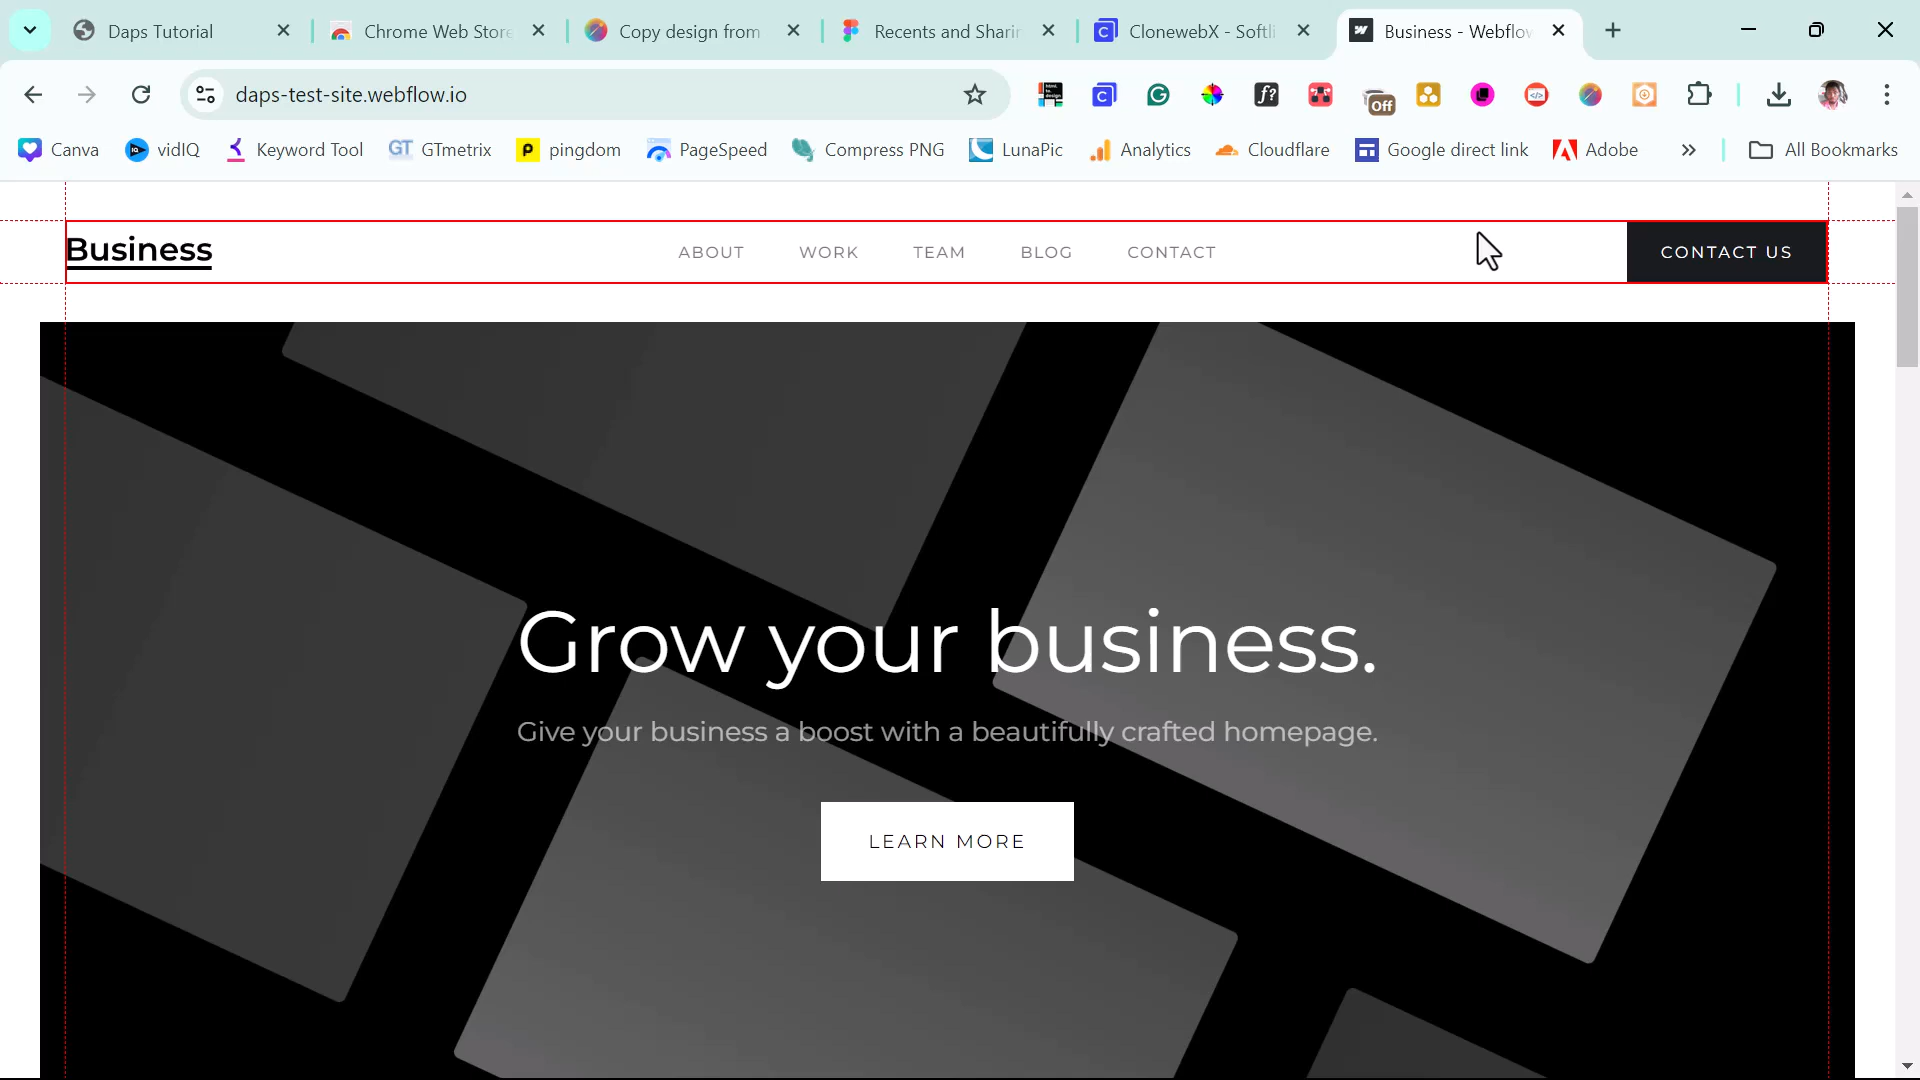 Daps Tutorial
Chrome Web Store
Copy design from
Recents and Sharin
ClonewebX - Softli
Business - Webflow
daps-test-site.webflow.io
Off
Canva
vidIQ
Keyword Tool
GT GTmetrix
pingdom
PageSpeed
Compress PNG
LunaPic
Analytics
Cloudflare
Google direct link
Adobe
All Bookmarks
Business
ABOUT
WORK
TEAM
BLOG
CONTACT
CONTACT US
Grow your business.
Give your business a boost with a beautifully crafted homepage.
LEARN MORE